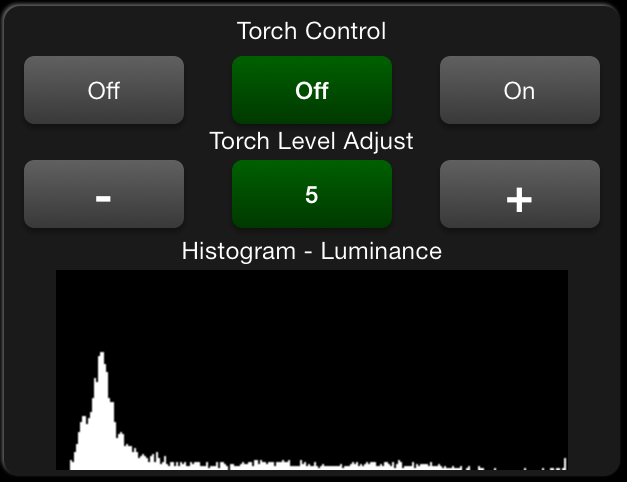 Torch Control
Off Off On
Torch Level Adjust
- 5 +
Histogram - Luminance